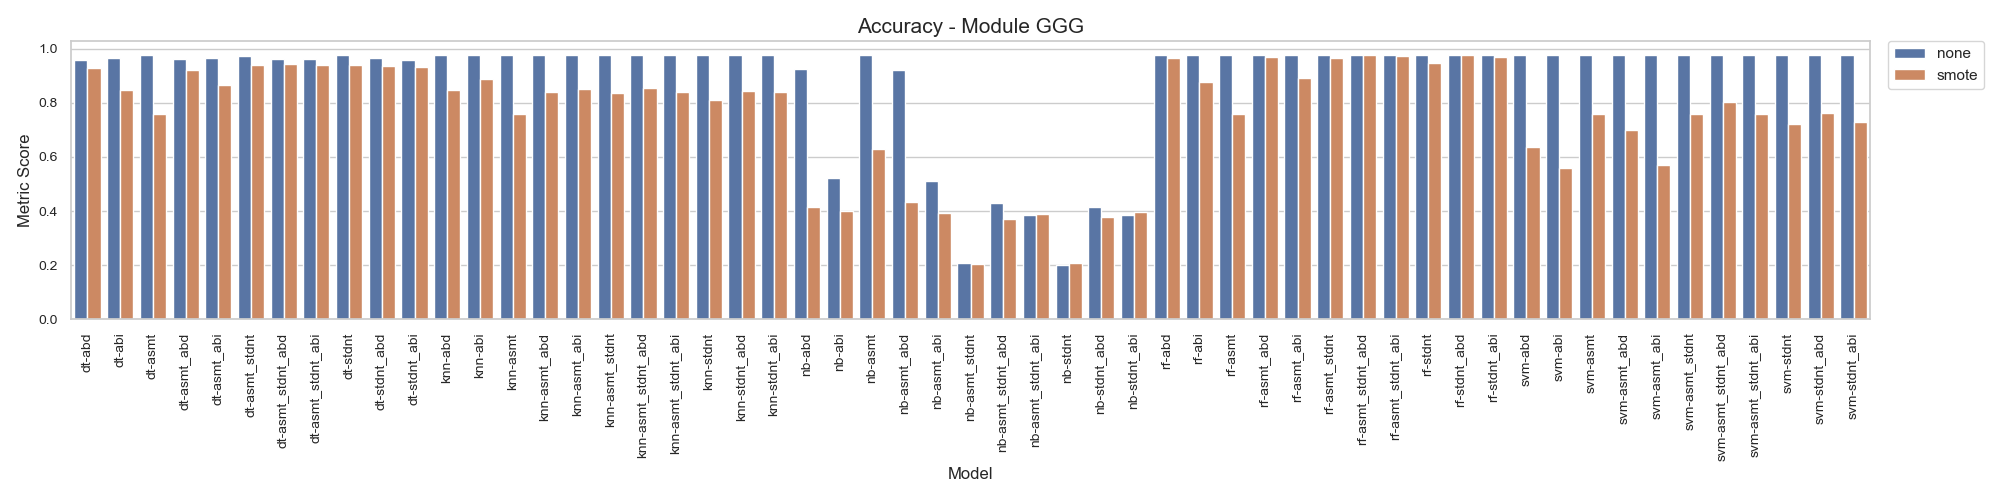 Accuracy - Module GGG
none
smote
Metric Score
1.0
0.8
0.6
0.4
0.2
0.0
dt-abd
dt-abi
dt-asmt
dt-asmt_abd
dt-asmt_abi
dt-asmt_stdnt
dt-asmt_stdnt_abd
dt-asmt_stdnt_abi
dt-stdnt
dt-stdnt_abd
dt-stdnt_abi
knn-abd
knn-abi
knn-asmt
knn-asmt_abd
knn-asmt_abi
knn-asmt_stdnt
knn-asmt_stdnt_abd
knn-asmt_stdnt_abi
knn-stdnt
knn-stdnt_abd
knn-stdnt_abi
nb-abd
nb-abi
nb-asmt
nb-asmt_abd
nb-asmt_abi
nb-asmt_stdnt
nb-asmt_stdnt_abd
nb-asmt_stdnt_abi
nb-stdnt
nb-stdnt_abd
nb-stdnt_abi
rf-abd
rf-abi
rf-asmt
rf-asmt_abd
rf-asmt_abi
rf-asmt_stdnt
rf-asmt_stdnt_abd
rf-asmt_stdnt_abi
rf-stdnt
rf-stdnt_abd
rf-stdnt_abi
svm-abd
svm-abi
svm-asmt
svm-asmt_abd
svm-asmt_abi
svm-asmt_stdnt
svm-asmt_stdnt_abd
svm-asmt_stdnt_abi
svm-stdnt
svm-stdnt_abd
svm-stdnt_abi
Model